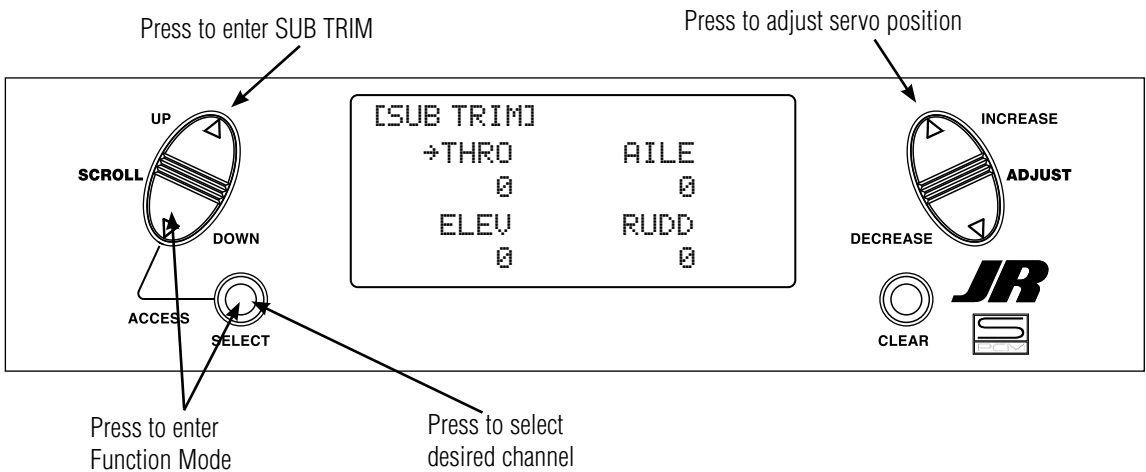 Press to enter SUB TRIM
Press to adjust servo position
UP
SCROLL
DOWN
ACCESS
SELECT
[SUB TRIM]
→THRO AILE
0 0
ELEV RUDD
0 0
INCREASE
ADJUST
DECREASE
CLEAR
JR
S
PCM
Press to enter
Function Mode
Press to select
desired channel